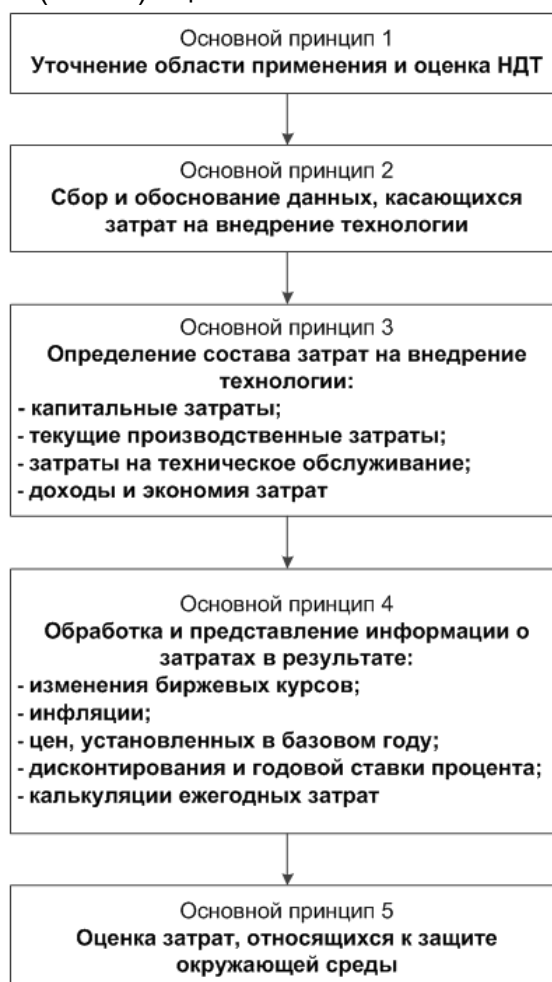 Основной принцип 1
Уточнение области применения и оценка НДТ
Основной принцип 2
Сбор и обоснование данных, касающихся
затрат на внедрение технологии
Основной принцип 3
Определение состава затрат на внедрение
технологии:
- капитальные затраты;
- текущие производственные затраты;
- затраты на техническое обслуживание;
- доходы и экономия затрат
Основной принцип 4
Обработка и представление информации о
затратах в результате:
- изменения биржевых курсов;
- инфляции;
- цен, установленных в базовом году;
- дисконтирования и годовой ставки процента;
- калькуляции ежегодных затрат
Основной принцип 5
Оценка затрат, относящихся к защите
окружающей среды